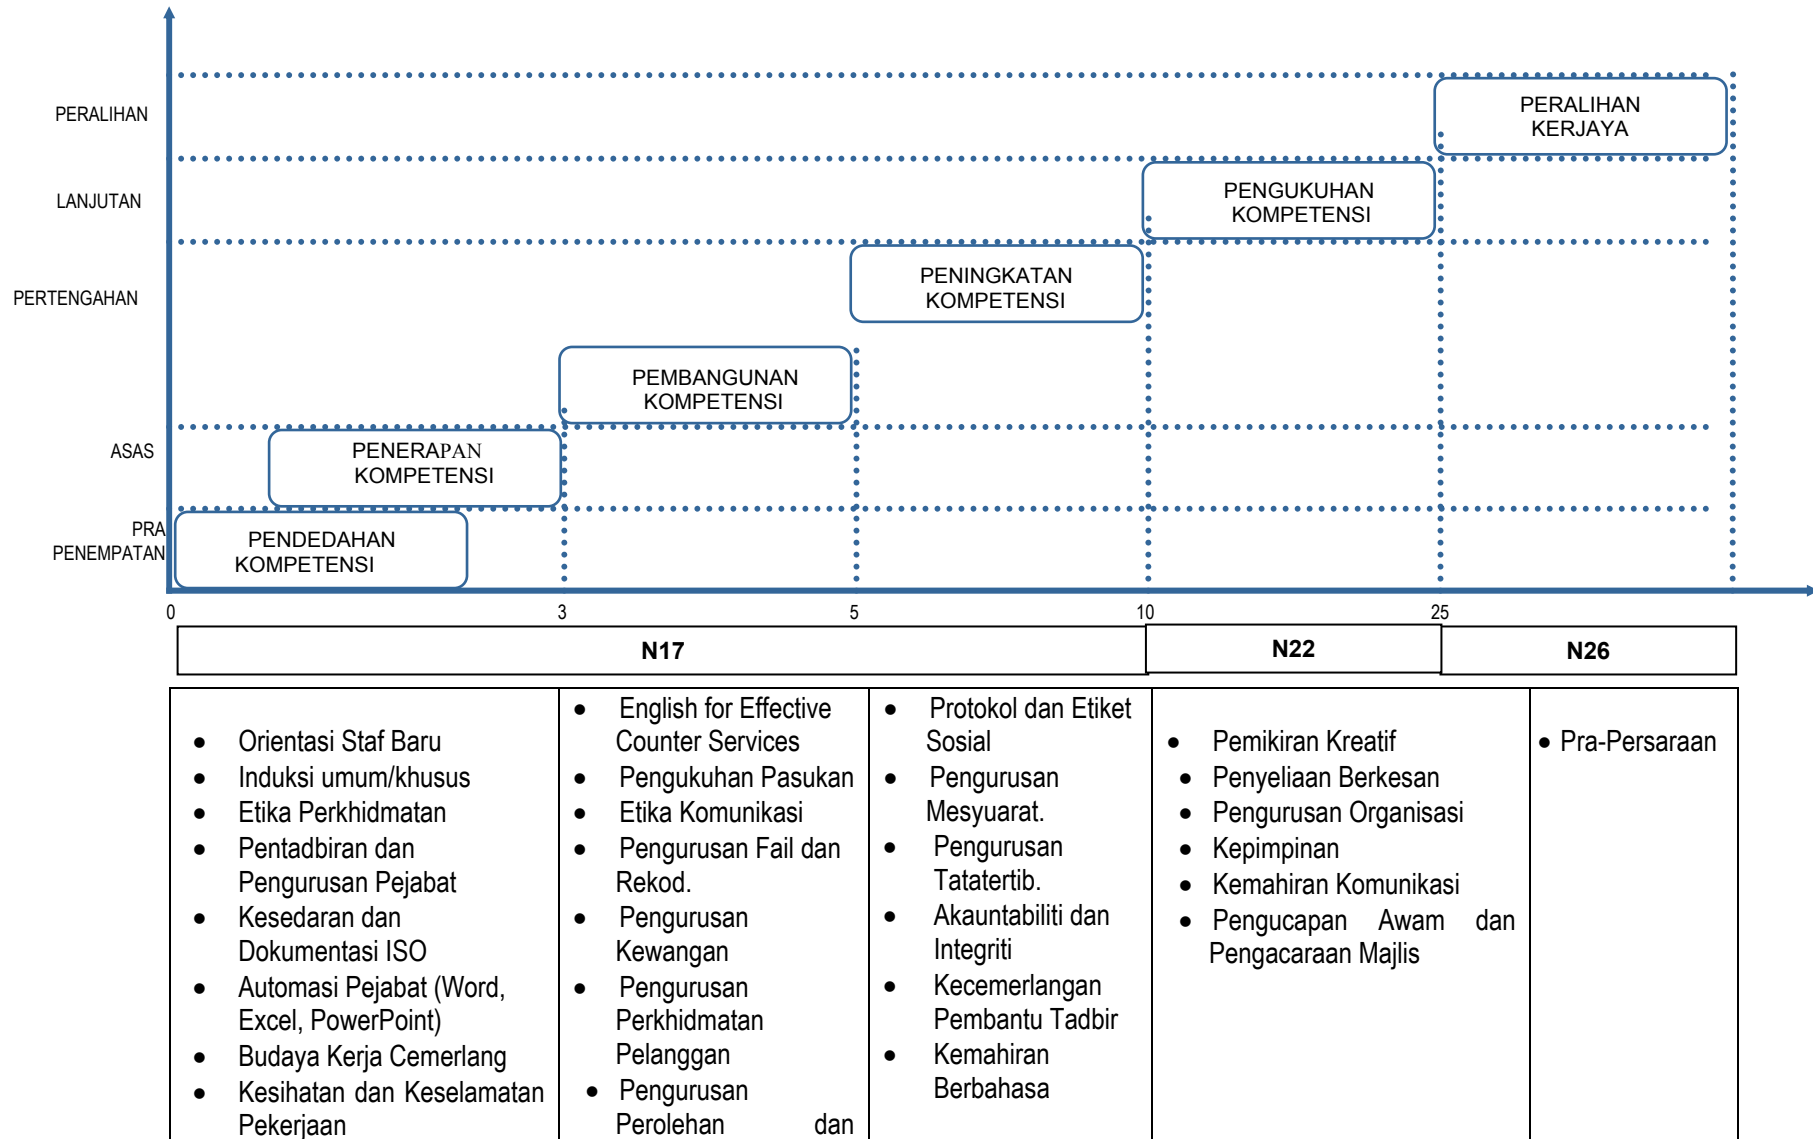 PERALIHAN
PERALIHAN
KERJAYA
LANJUTAN
PENGUKUHAN
KOMPETENSI
PERTENGAHAN
PENINGKATAN
KOMPETENSI
PEMBANGUNAN
KOMPETENSI
ASAS
PENERAPAN
KOMPETENSI
PRA
PENEMPATAN
PENDEDAHAN
KOMPETENSI
0 3 5 10 25
N17 N22 N26
• Orientasi Staf Baru
• Induksi umum/khusus
• Etika Perkhidmatan
• Pentadbiran dan
Pengurusan Pejabat
• Kesedaran dan
Dokumentasi ISO
• Automasi Pejabat (Word,
Excel, PowerPoint)
• Budaya Kerja Cemerlang
• Kesihatan dan Keselamatan
Pekerjaan
• English for Effective
Counter Services
• Pengukuhan Pasukan
• Etika Komunikasi
• Pengurusan Fail dan
Rekod.
• Pengurusan
Kewangan
• Pengurusan
Perkhidmatan
Pelanggan
• Pengurusan
Perolehan dan
• Protokol dan Etiket
Sosial
• Pengurusan
Mesyuarat.
• Pengurusan
Tatatertib.
• Akauntabiliti dan
Integriti
• Kecemerlangan
Pembantu Tadbir
• Kemahiran
Berbahasa
• Pemikiran Kreatif
• Penyeliaan Berkesan
• Pengurusan Organisasi
• Kepimpinan
• Kemahiran Komunikasi
• Pengucapan Awam dan
Pengacaraan Majlis
• Pra-Persaraan